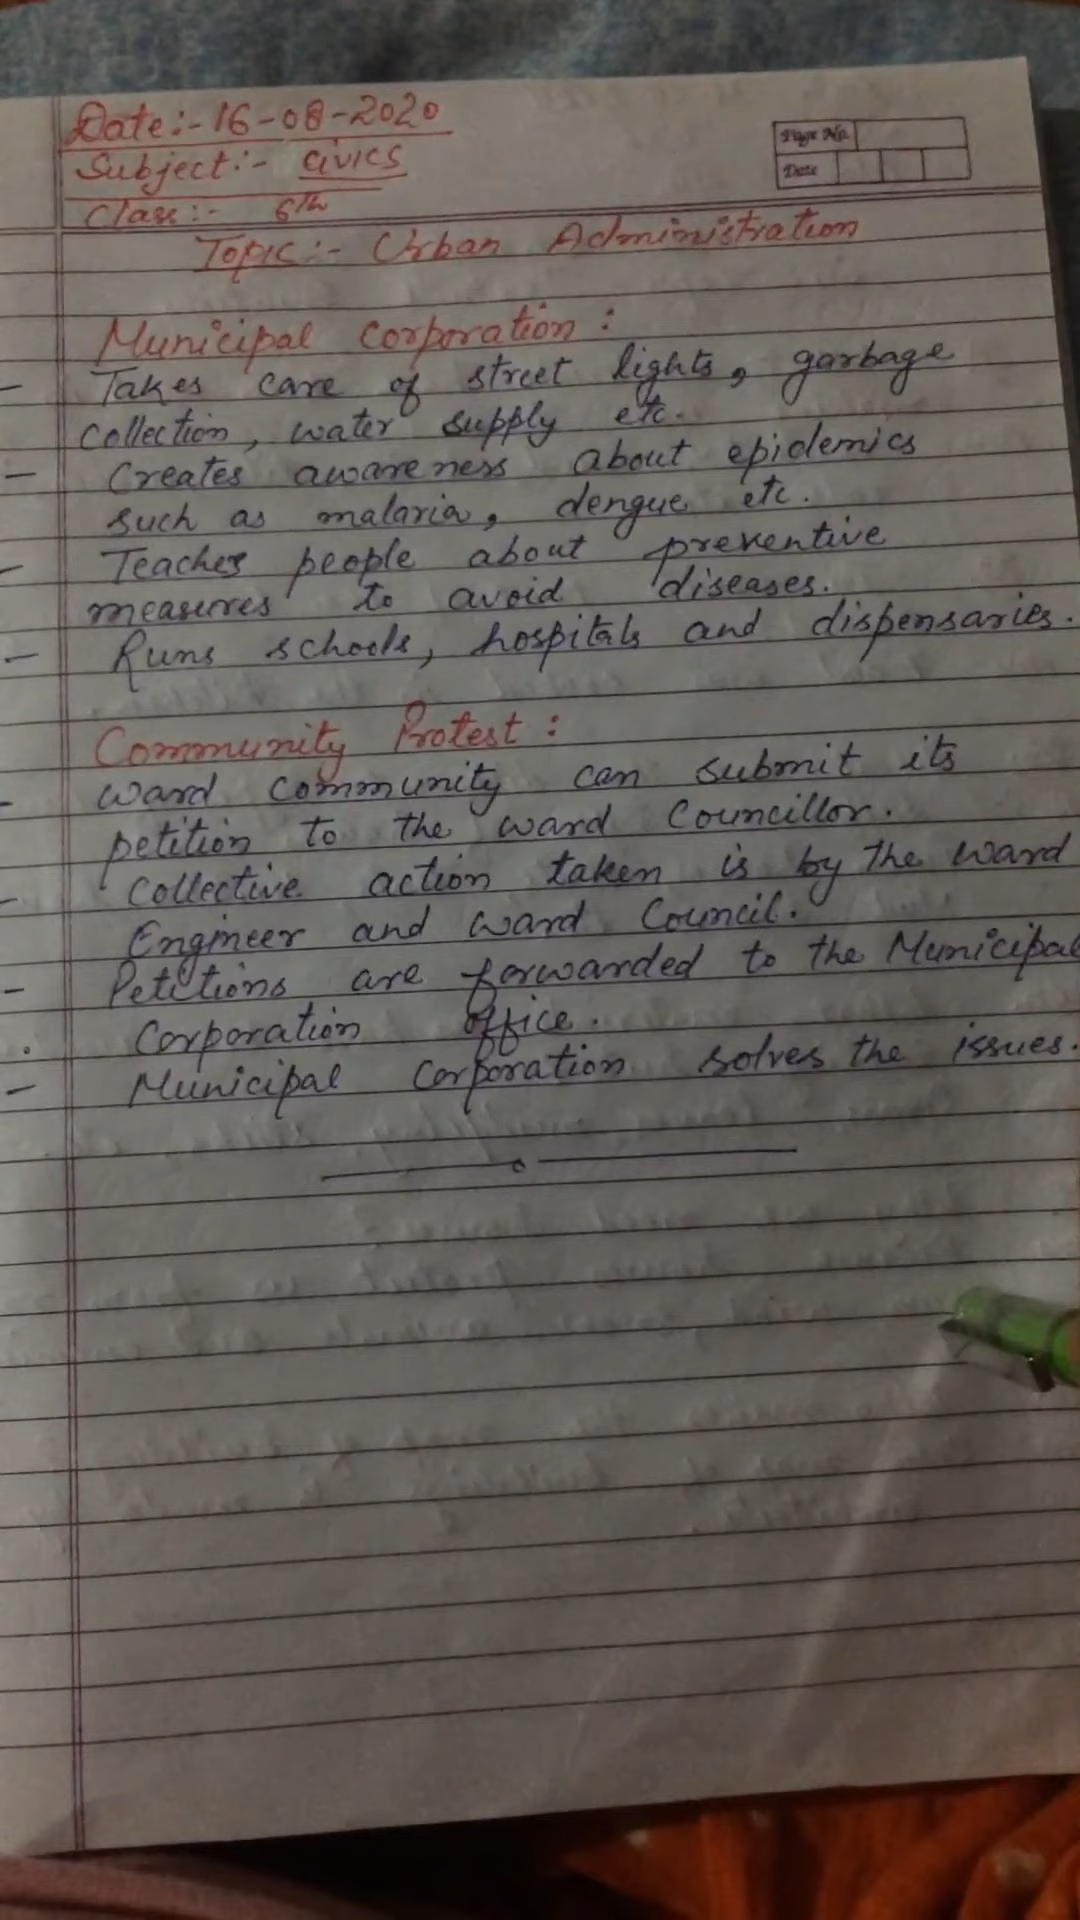 Date:- 16-08-2020
Subject:- Civics
Page No.
Date
Class:- 6th
Topic:- Urban Administration
Municipal Corporation:
- Takes care of street lights, garbage
collection, water supply etc.
- Creates awareness about epidemics
such as malaria, dengue etc.
- Teaches people about preventive
measures to avoid diseases.
- Runs schools, hospitals and dispensaries.
Community Protest:
- Ward community can submit its
petition to the ward Councillor.
- Collective action taken is by the ward
Engineer and ward Council.
- Petitions are forwarded to the Municipal
Corporation office.
- Municipal Corporation solves the issues.